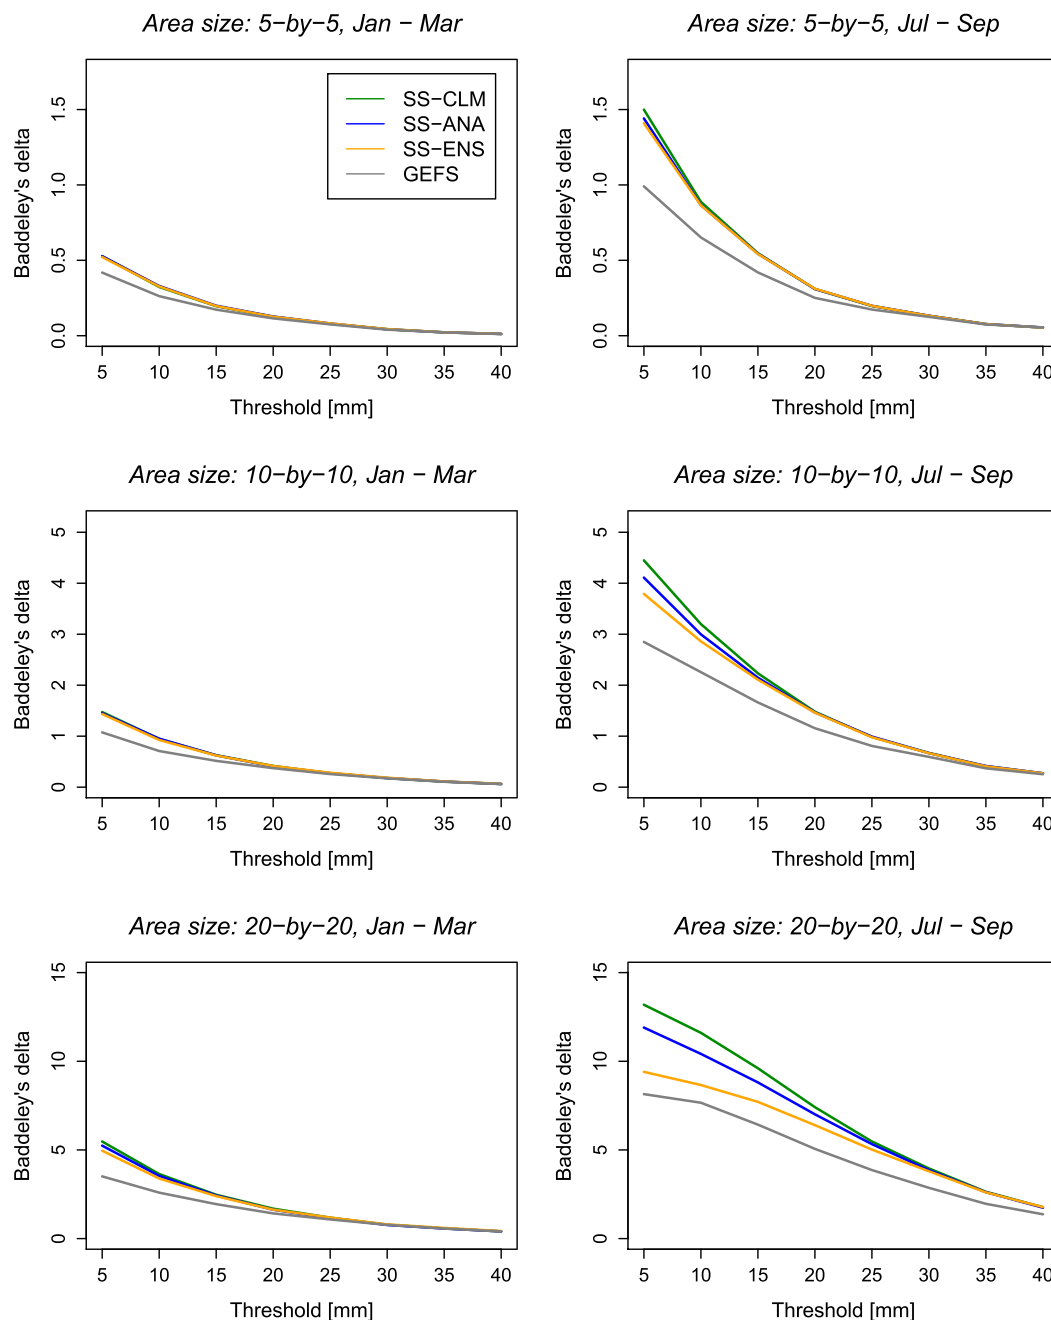 Area size: 5−by−5, Jan − Mar
Baddeley's delta
0.0 0.5 1.0 1.5
SS−CLM
SS−ANA
SS−ENS
GEFS
5 10 15 20 25 30 35 40
Threshold [mm]
Area size: 5−by−5, Jul − Sep
Baddeley's delta
0.0 0.5 1.0 1.5
5 10 15 20 25 30 35 40
Threshold [mm]
Area size: 10−by−10, Jan − Mar
Baddeley's delta
0 1 2 3 4 5
5 10 15 20 25 30 35 40
Threshold [mm]
Area size: 10−by−10, Jul − Sep
Baddeley's delta
0 1 2 3 4 5
5 10 15 20 25 30 35 40
Threshold [mm]
Area size: 20−by−20, Jan − Mar
Baddeley's delta
0 5 10 15
5 10 15 20 25 30 35 40
Threshold [mm]
Area size: 20−by−20, Jul − Sep
Baddeley's delta
0 5 10 15
5 10 15 20 25 30 35 40
Threshold [mm]